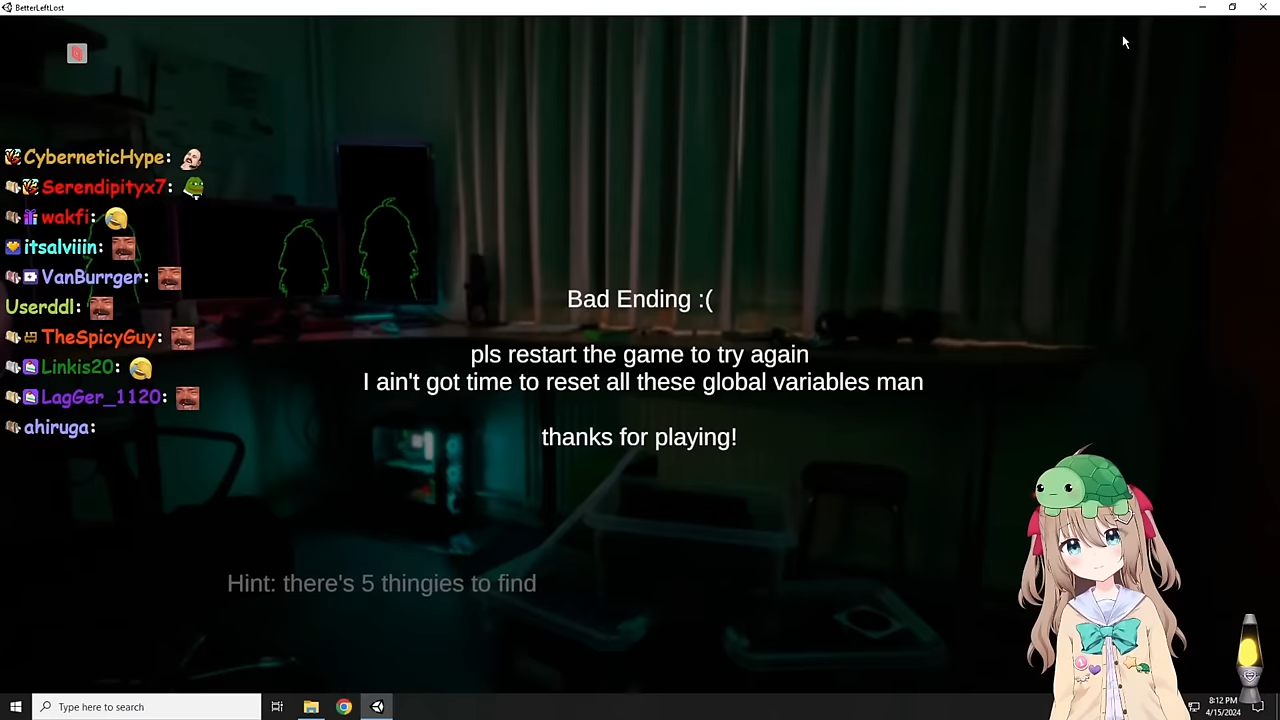 BetterLeftLost
CyberneticHype:
Serendipityx7:
wakfi:
itsalviiin:
VanBurrger:
Userddl:
TheSpicyGuy:
Linkis20:
LagGer_1120:
ahiruga:
Bad Ending :(
pls restart the game to try again
I ain't got time to reset all these global variables man
thanks for playing!
Hint: there's 5 thingies to find
Type here to search
8:12 PM
4/15/2024